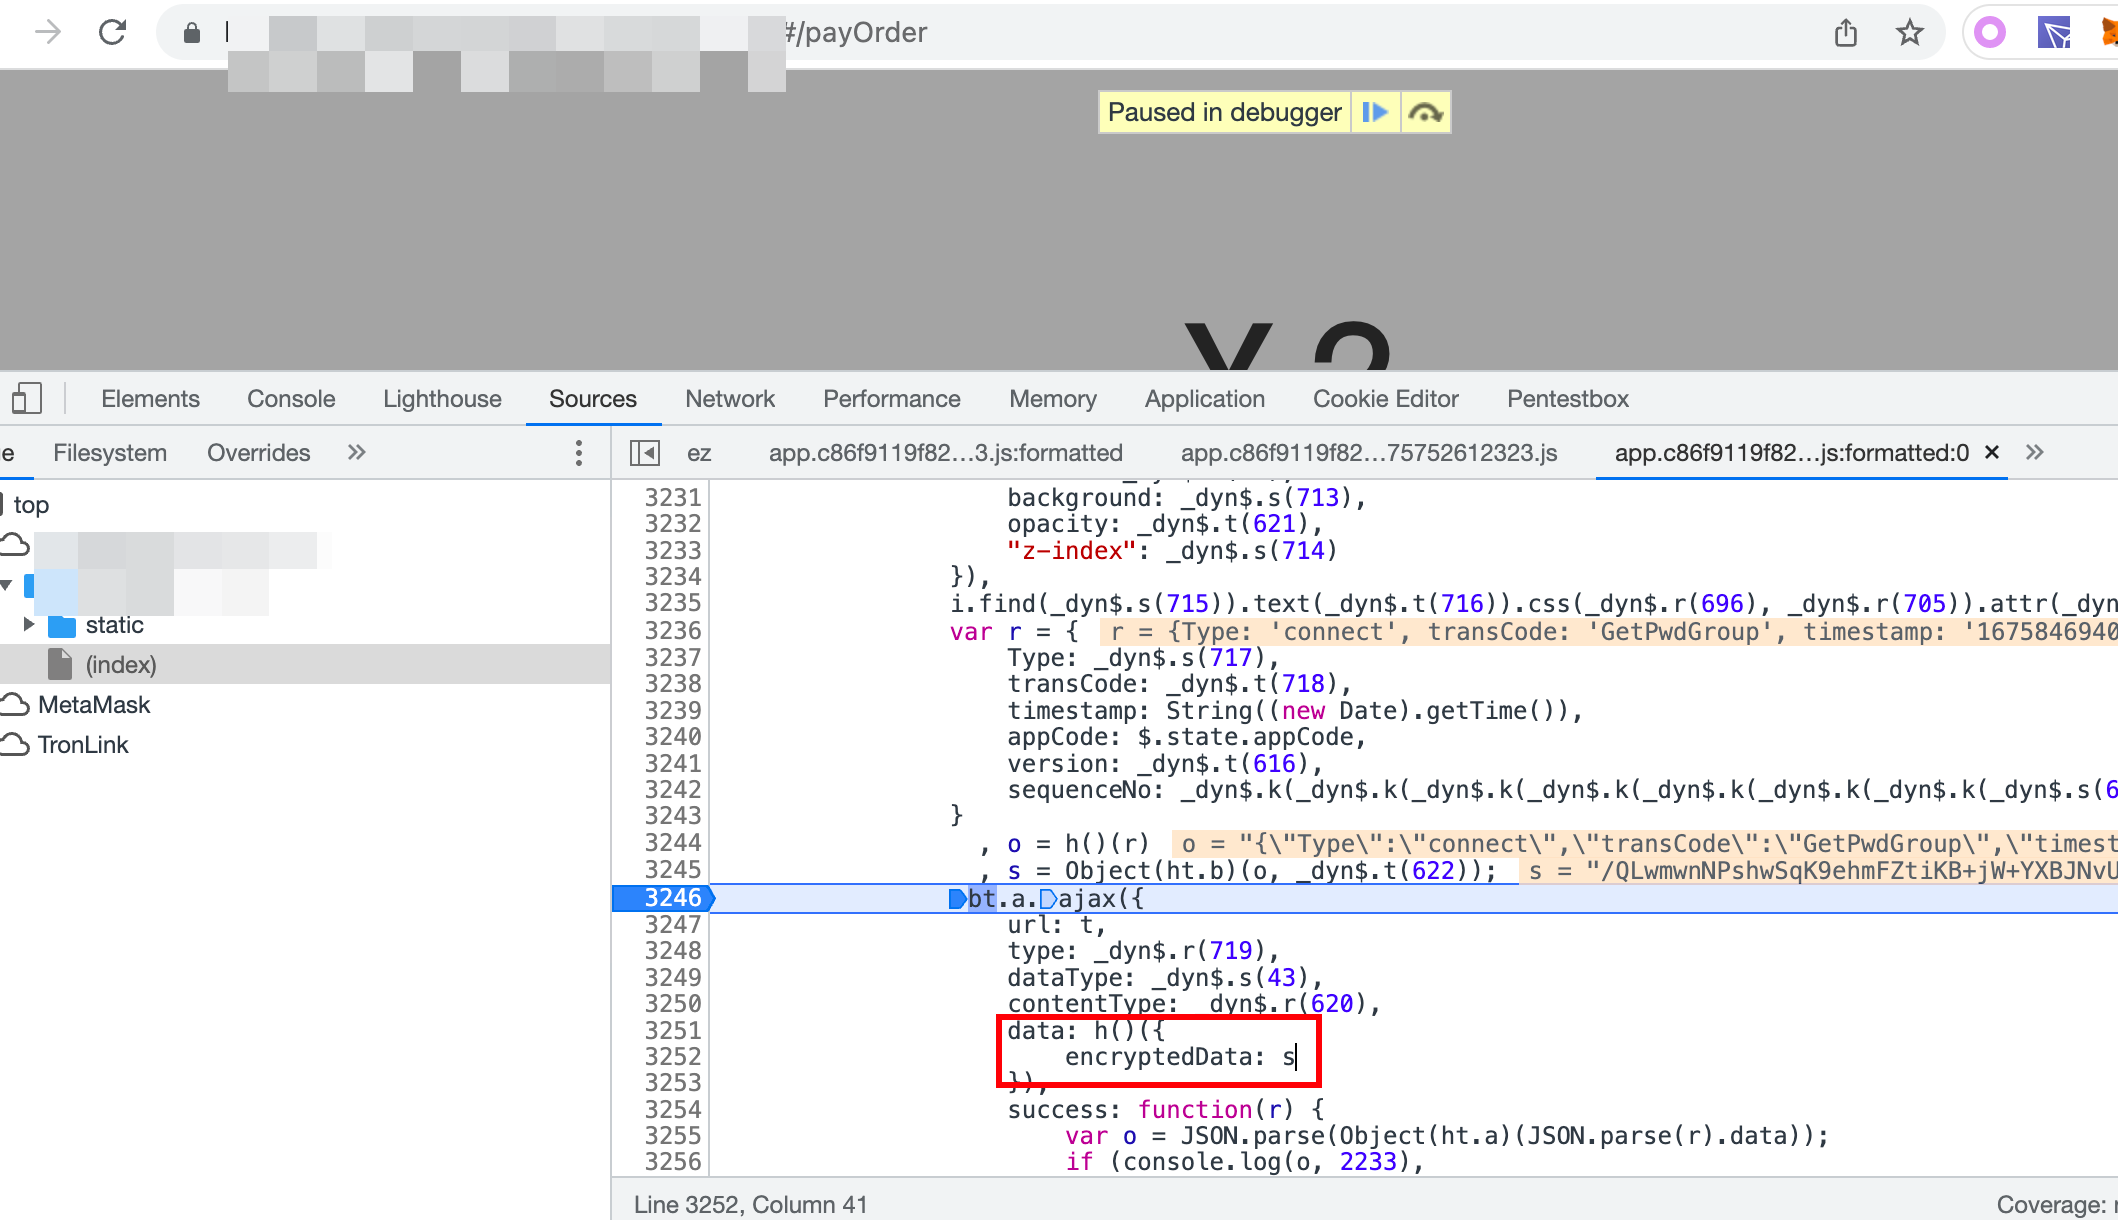 #/payOrder
Paused in debugger
Elements Console Lighthouse Sources Network Performance Memory Application Cookie Editor Pentestbox
e Filesystem Overrides »
ez app.c86f9119f82…3.js:formatted app.c86f9119f82…75752612323.js app.c86f9119f82…js:formatted:0 × »
top
static
(index)
MetaMask
TronLink
3231 background: _dyn$.s(713),
3232 opacity: _dyn$.t(621),
3233 "z-index": _dyn$.s(714)
3234 }),
3235 i.find(_dyn$.s(715)).text(_dyn$.t(716)).css(_dyn$.r(696), _dyn$.r(705)).attr(_dyn
3236 var r = { r = {Type: 'connect', transCode: 'GetPwdGroup', timestamp: '1675846940
3237 Type: _dyn$.s(717),
3238 transCode: _dyn$.t(718),
3239 timestamp: String((new Date).getTime()),
3240 appCode: $.state.appCode,
3241 version: _dyn$.t(616),
3242 sequenceNo: _dyn$.k(_dyn$.k(_dyn$.k(_dyn$.k(_dyn$.k(_dyn$.k(_dyn$.k(_dyn$.s(6
3243 }
3244 , o = h()(r) o = "{\"Type\":\"connect\",\"transCode\":\"GetPwdGroup\",\"timest
3245 , s = Object(ht.b)(o, _dyn$.t(622)); s = "/QLwmwnNPshwSqK9ehmFZtiKB+jW+YXBJNvU
3246 bt.a.ajax({
3247 url: t,
3248 type: _dyn$.r(719),
3249 dataType: _dyn$.s(43),
3250 contentType: _dyn$.r(620),
3251 data: h()({
3252 encryptedData: s
3253 }),
3254 success: function(r) {
3255 var o = JSON.parse(Object(ht.a)(JSON.parse(r).data));
3256 if (console.log(o, 2233),
Line 3252, Column 41
Coverage: